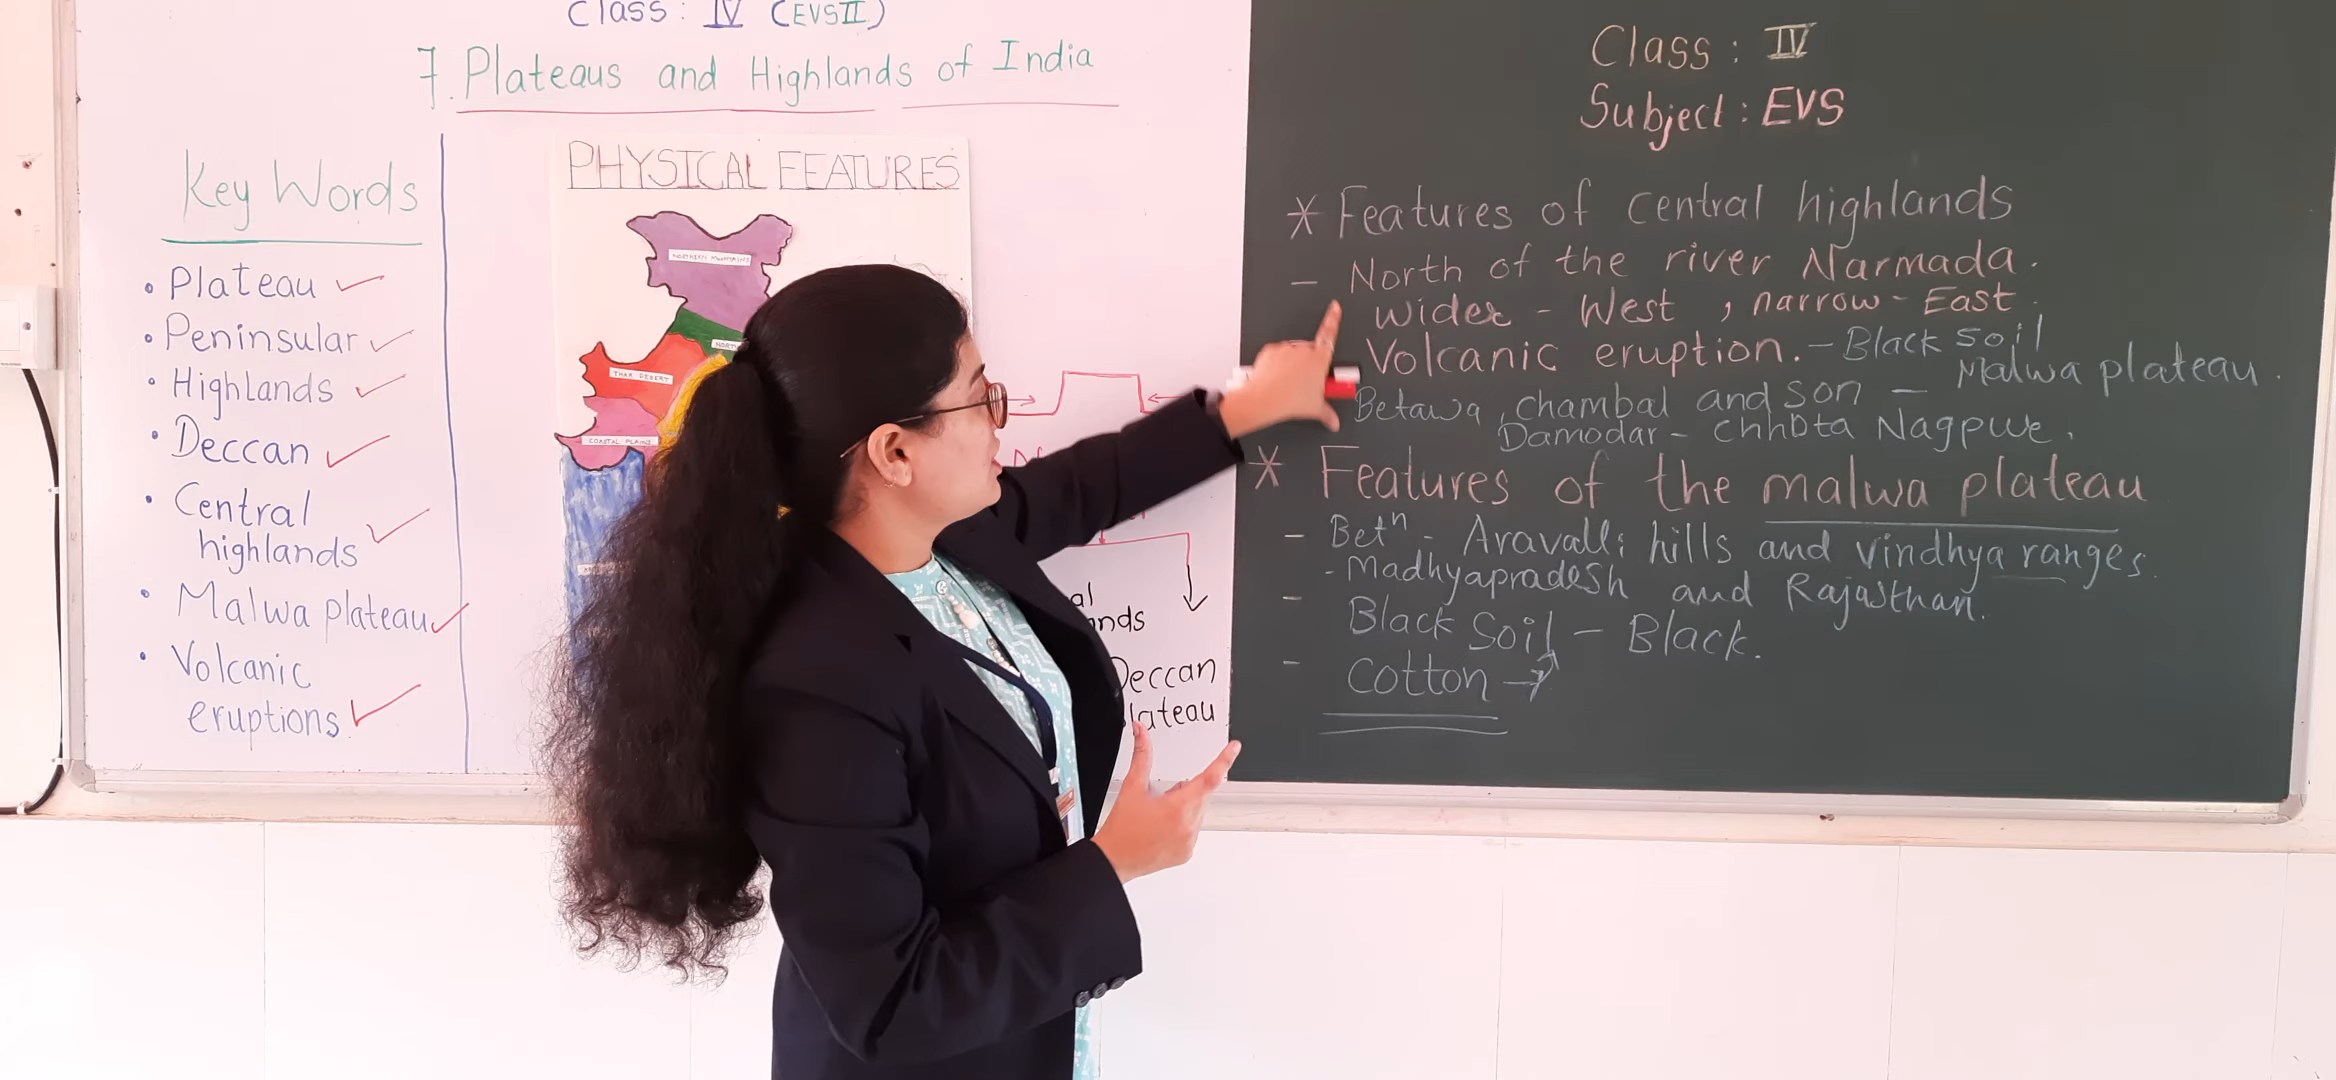 Class: IV (EVSII)
7. Plateaus and Highlands of India
Key Words
• Plateau
• Peninsular
• Highlands
• Deccan
• Central
highlands
• Malwa plateau
• Volcanic
eruptions.
PHYSICAL FEATURES
NORTHERN MOUNTAINS
THAR DESERT
COASTAL PLAINS
Deccan
Class: IV
Subject: EVS
* Features of central highlands
- North of the river Narmada.
Wider - West, narrow - East.
Volcanic eruption. - Black soil
Malwa plateau.
Betawa, Chambal and son -
Damodar - Chhota
* Features of the malwa plateau
- Betn - Aravalli hills and Vindhya ranges.
- Madhyapradesh and Rajasthan.
- Black Soil - Black.
- Cotton →